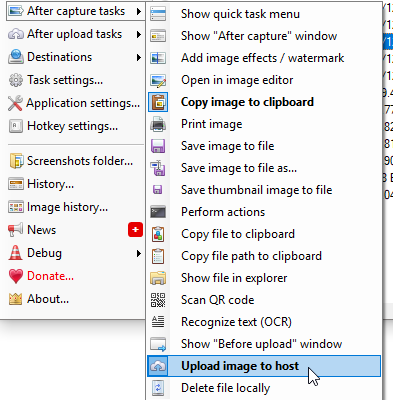 After capture tasks
After upload tasks
Destinations
Task settings...
Application settings...
Hotkey settings...
Screenshots folder...
History...
Image history...
News
Debug
Donate...
About...
Show quick task menu
Show "After capture" window
Add image effects / watermark
Open in image editor
Copy image to clipboard
Print image
Save image to file
Save image to file as...
Save thumbnail image to file
Perform actions
Copy file to clipboard
Copy file path to clipboard
Show file in explorer
Scan QR code
Recognize text (OCR)
Show "Before upload" window
Upload image to host
Delete file locally